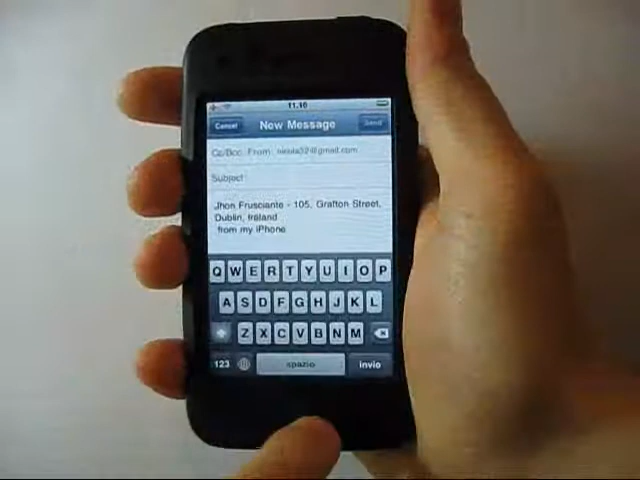 11.10
Cancel New Message Send
Cc/Bcc, From:
Subject:
Jhon Frusciante - 105, Grafton Street,
Dublin, Ireland
from my iPhone
Q W E R T Y U I O P
A S D F G H J K L
Z X C V B N M
123 spazio invio